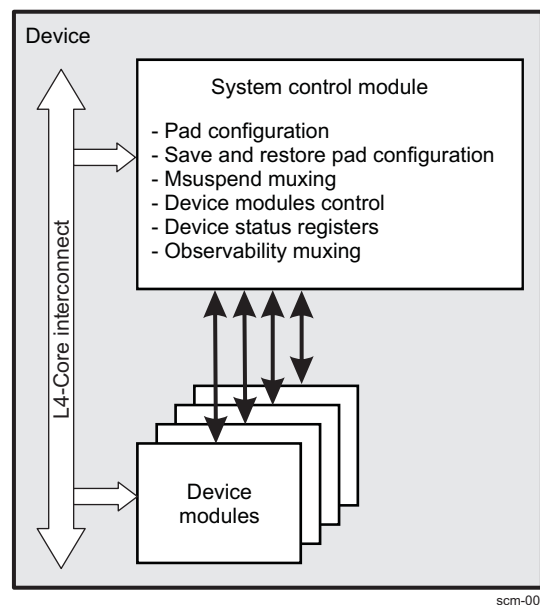 Device
System control module
- Pad configuration
- Save and restore pad configuration
- Msuspend muxing
- Device modules control
- Device status registers
- Observability muxing
L4-Core interconnect
Device
modules
scm-00